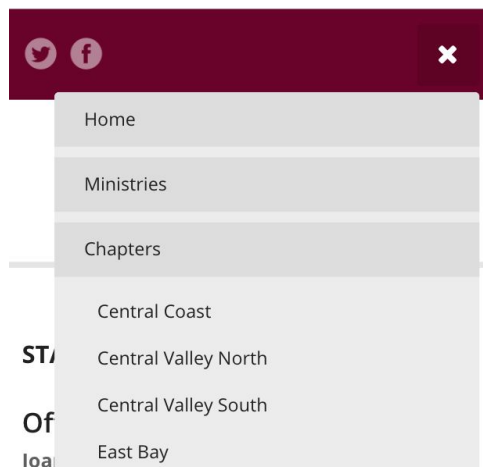 Home
Ministries
Chapters
Central Coast
Central Valley North
Central Valley South
East Bay